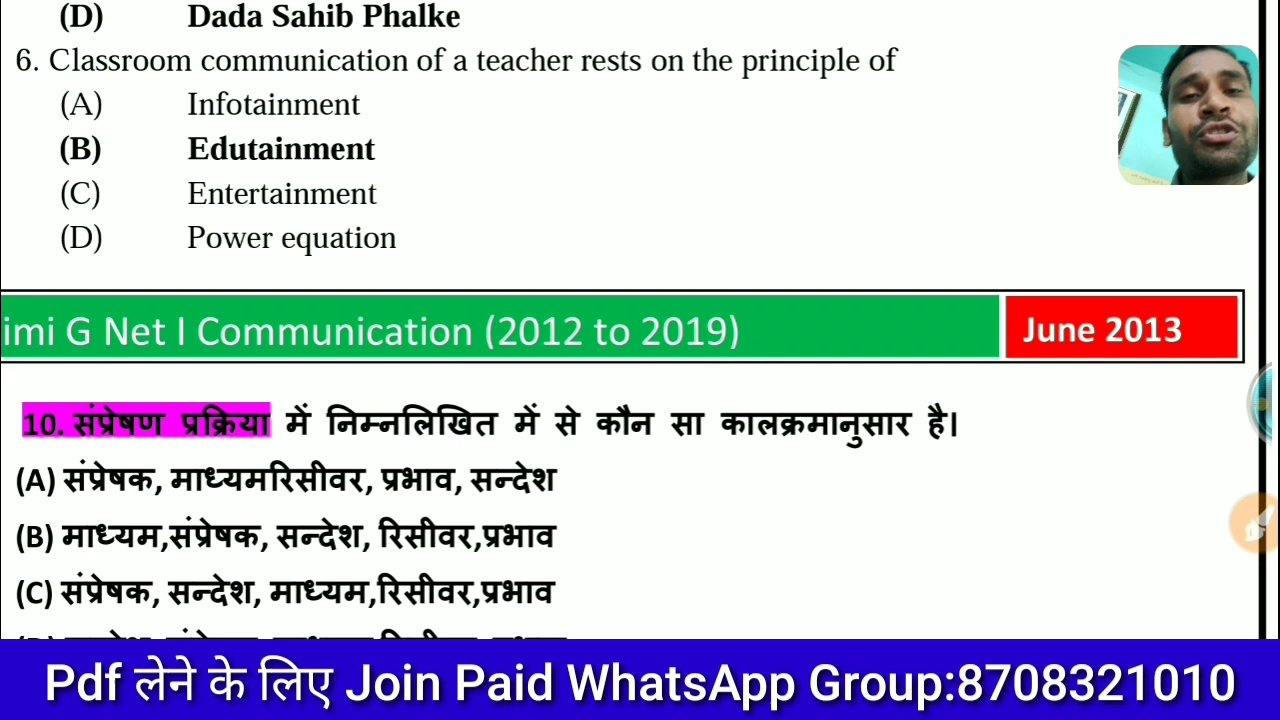 (D) Dada Sahib Phalke
6. Classroom communication of a teacher rests on the principle of
(A) Infotainment
(B) Edutainment
(C) Entertainment
(D) Power equation
imi G Net I Communication (2012 to 2019) June 2013
10. संप्रेषण प्रक्रिया में निम्नलिखित में से कौन सा कालक्रमानुसार है।
(A) संप्रेषक, माध्यमरिसीवर, प्रभाव, सन्देश
(B) माध्यम,संप्रेषक, सन्देश, रिसीवर,प्रभाव
(C) संप्रेषक, सन्देश, माध्यम,रिसीवर,प्रभाव
Pdf लेने के लिए Join Paid WhatsApp Group:8708321010